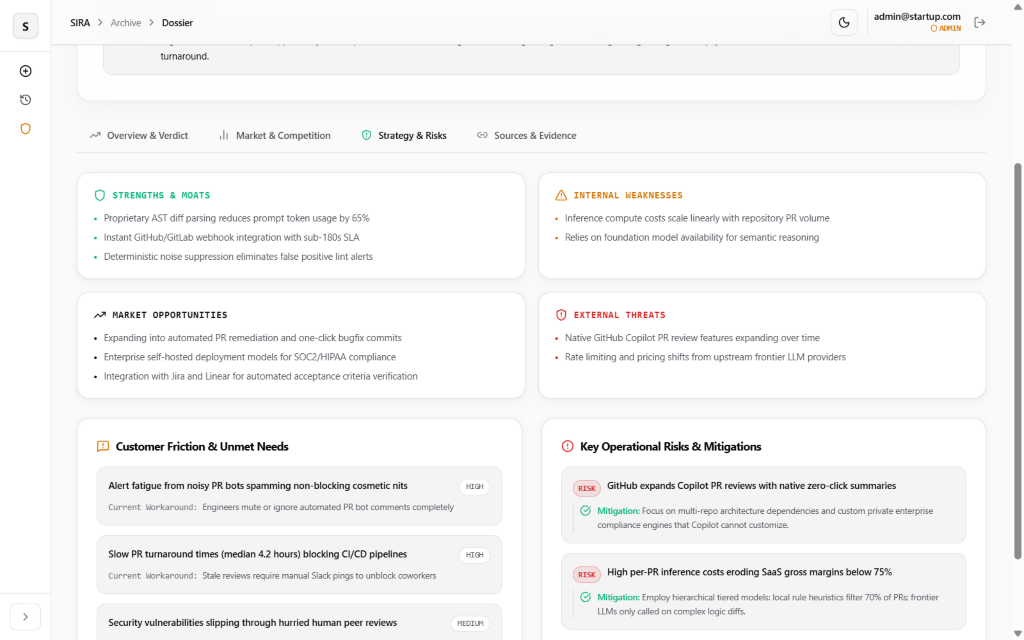 S
SIRA > Archive > Dossier
admin@startup.com
ADMIN
turnaround.
Overview & Verdict
Market & Competition
Strategy & Risks
Sources & Evidence
STRENGTHS & MOATS
• Proprietary AST diff parsing reduces prompt token usage by 65%
• Instant GitHub/GitLab webhook integration with sub-180s SLA
• Deterministic noise suppression eliminates false positive lint alerts
INTERNAL WEAKNESSES
• Inference compute costs scale linearly with repository PR volume
• Relies on foundation model availability for semantic reasoning
MARKET OPPORTUNITIES
• Expanding into automated PR remediation and one-click bugfix commits
• Enterprise self-hosted deployment models for SOC2/HIPAA compliance
• Integration with Jira and Linear for automated acceptance criteria verification
EXTERNAL THREATS
• Native GitHub Copilot PR review features expanding over time
• Rate limiting and pricing shifts from upstream frontier LLM providers
Customer Friction & Unmet Needs
Alert fatigue from noisy PR bots spamming non-blocking cosmetic nits
HIGH
Current Workaround: Engineers mute or ignore automated PR bot comments completely
Slow PR turnaround times (median 4.2 hours) blocking CI/CD pipelines
HIGH
Current Workaround: Stale reviews require manual Slack pings to unblock coworkers
Security vulnerabilities slipping through hurried human peer reviews
MEDIUM
Key Operational Risks & Mitigations
RISK GitHub expands Copilot PR reviews with native zero-click summaries
Mitigation: Focus on multi-repo architecture dependencies and custom private enterprise
compliance engines that Copilot cannot customize.
RISK High per-PR inference costs eroding SaaS gross margins below 75%
Mitigation: Employ hierarchical tiered models: local rule heuristics filter 70% of PRs; frontier
LLMs only called on complex logic diffs.